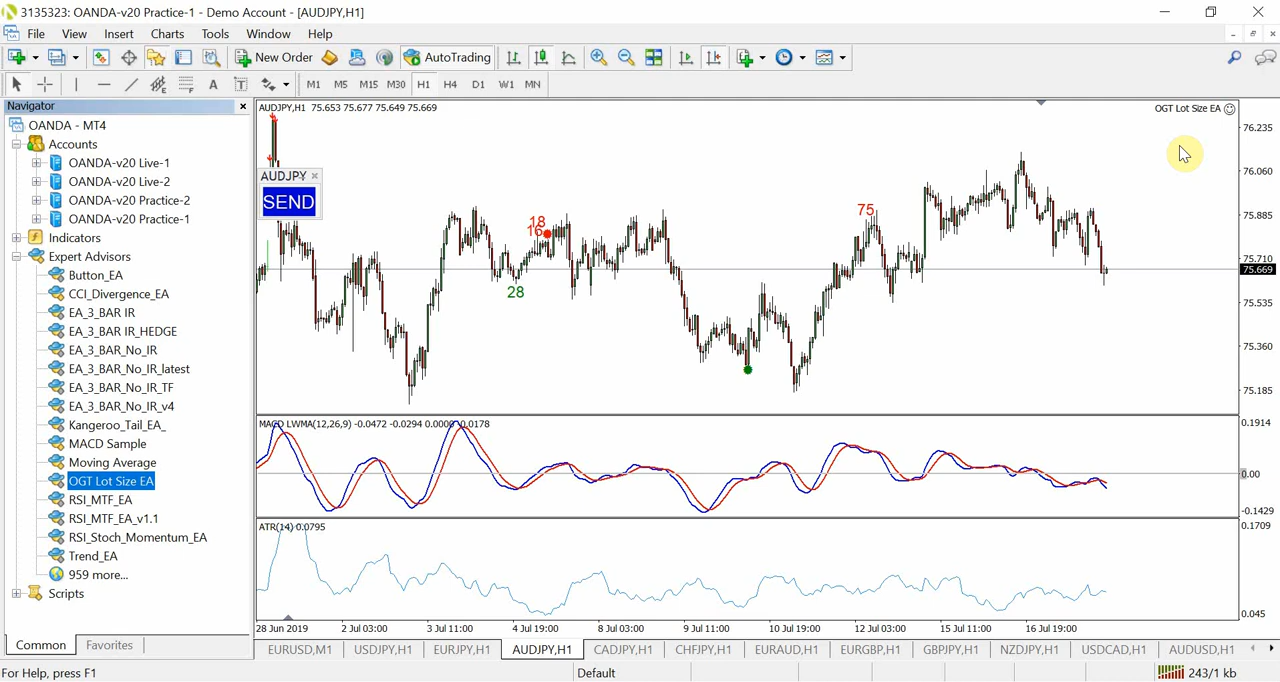 3135323: OANDA-v20 Practice-1 - Demo Account - [AUDJPY,H1]
File View Insert Charts Tools Window Help
New Order AutoTrading
M1 M5 M15 M30 H1 H4 D1 W1 MN
Navigator
OANDA - MT4
Accounts
OANDA-v20 Live-1
OANDA-v20 Live-2
OANDA-v20 Practice-2
OANDA-v20 Practice-1
Indicators
Expert Advisors
Button_EA
CCI_Divergence_EA
EA_3_BAR IR
EA_3_BAR IR_HEDGE
EA_3_BAR_No_IR
EA_3_BAR_No_IR_latest
EA_3_BAR_No_IR_TF
EA_3_BAR_No_IR_v4
Kangeroo_Tail_EA_
MACD Sample
Moving Average
OGT Lot Size EA
RSI_MTF_EA
RSI_MTF_EA_v1.1
RSI_Stoch_Momentum_EA
Trend_EA
959 more...
Scripts
Common Favorites
AUDJPY,H1 75.653 75.677 75.649 75.669
OGT Lot Size EA
AUDJPY
SEND
18
16
28
75
76.235
76.060
75.885
75.710
75.669
75.535
75.360
75.185
MACD LWMA(12,26,9) -0.0472 -0.0294 0.0000 -0.0178
0.1914
0.00
-0.1429
ATR(14) 0.0795
0.1709
0.045
28 Jun 2019 2 Jul 03:00 3 Jul 11:00 4 Jul 19:00 8 Jul 03:00 9 Jul 11:00 10 Jul 19:00 12 Jul 03:00 15 Jul 11:00 16 Jul 19:00
EURUSD,M1 USDJPY,H1 EURJPY,H1 AUDJPY,H1 CADJPY,H1 CHFJPY,H1 EURAUD,H1 EURGBP,H1 GBPJPY,H1 NZDJPY,H1 USDCAD,H1 AUDUSD,H1
For Help, press F1 Default 243/1 kb